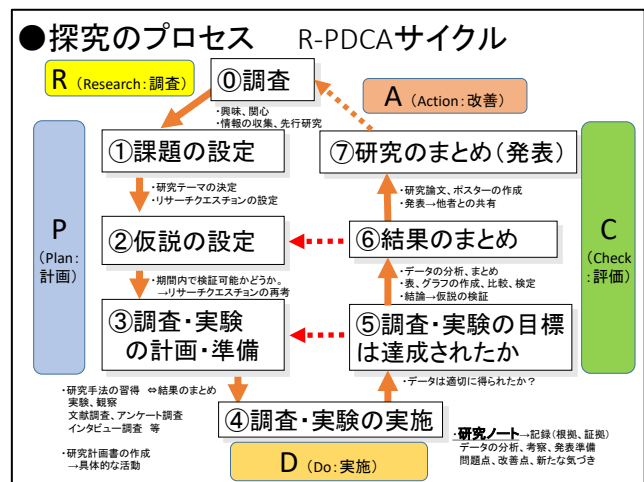 ●探究のプロセス　R-PDCAサイクル
R（Research：調査）
⓪調査
・興味、関心
・情報の収集、先行研究
A（Action：改善）
①課題の設定
・研究テーマの決定
・リサーチクエスチョンの設定
⑦研究のまとめ（発表）
・研究論文、ポスターの作成
・発表→他者との共有
P
（Plan：
計画）
②仮説の設定
・期間内で検証可能かどうか。
→リサーチクエスチョンの再考
⑥結果のまとめ
・データの分析、まとめ
・表、グラフの作成、比較、検定
・結論→仮説の検証
C
（Check：
評価）
③調査・実験
の計画・準備
⑤調査・実験の目標
は達成されたか
・データは適切に得られたか？
・研究手法の習得　⇔結果のまとめ
実験、観察
文献調査、アンケート調査
インタビュー調査　等
・研究計画書の作成
→具体的な活動
④調査・実験の実施
・研究ノート→記録（根拠、証拠）
データの分析、考察、発表準備
問題点、改善点、新たな気づき
D（Do：実施）